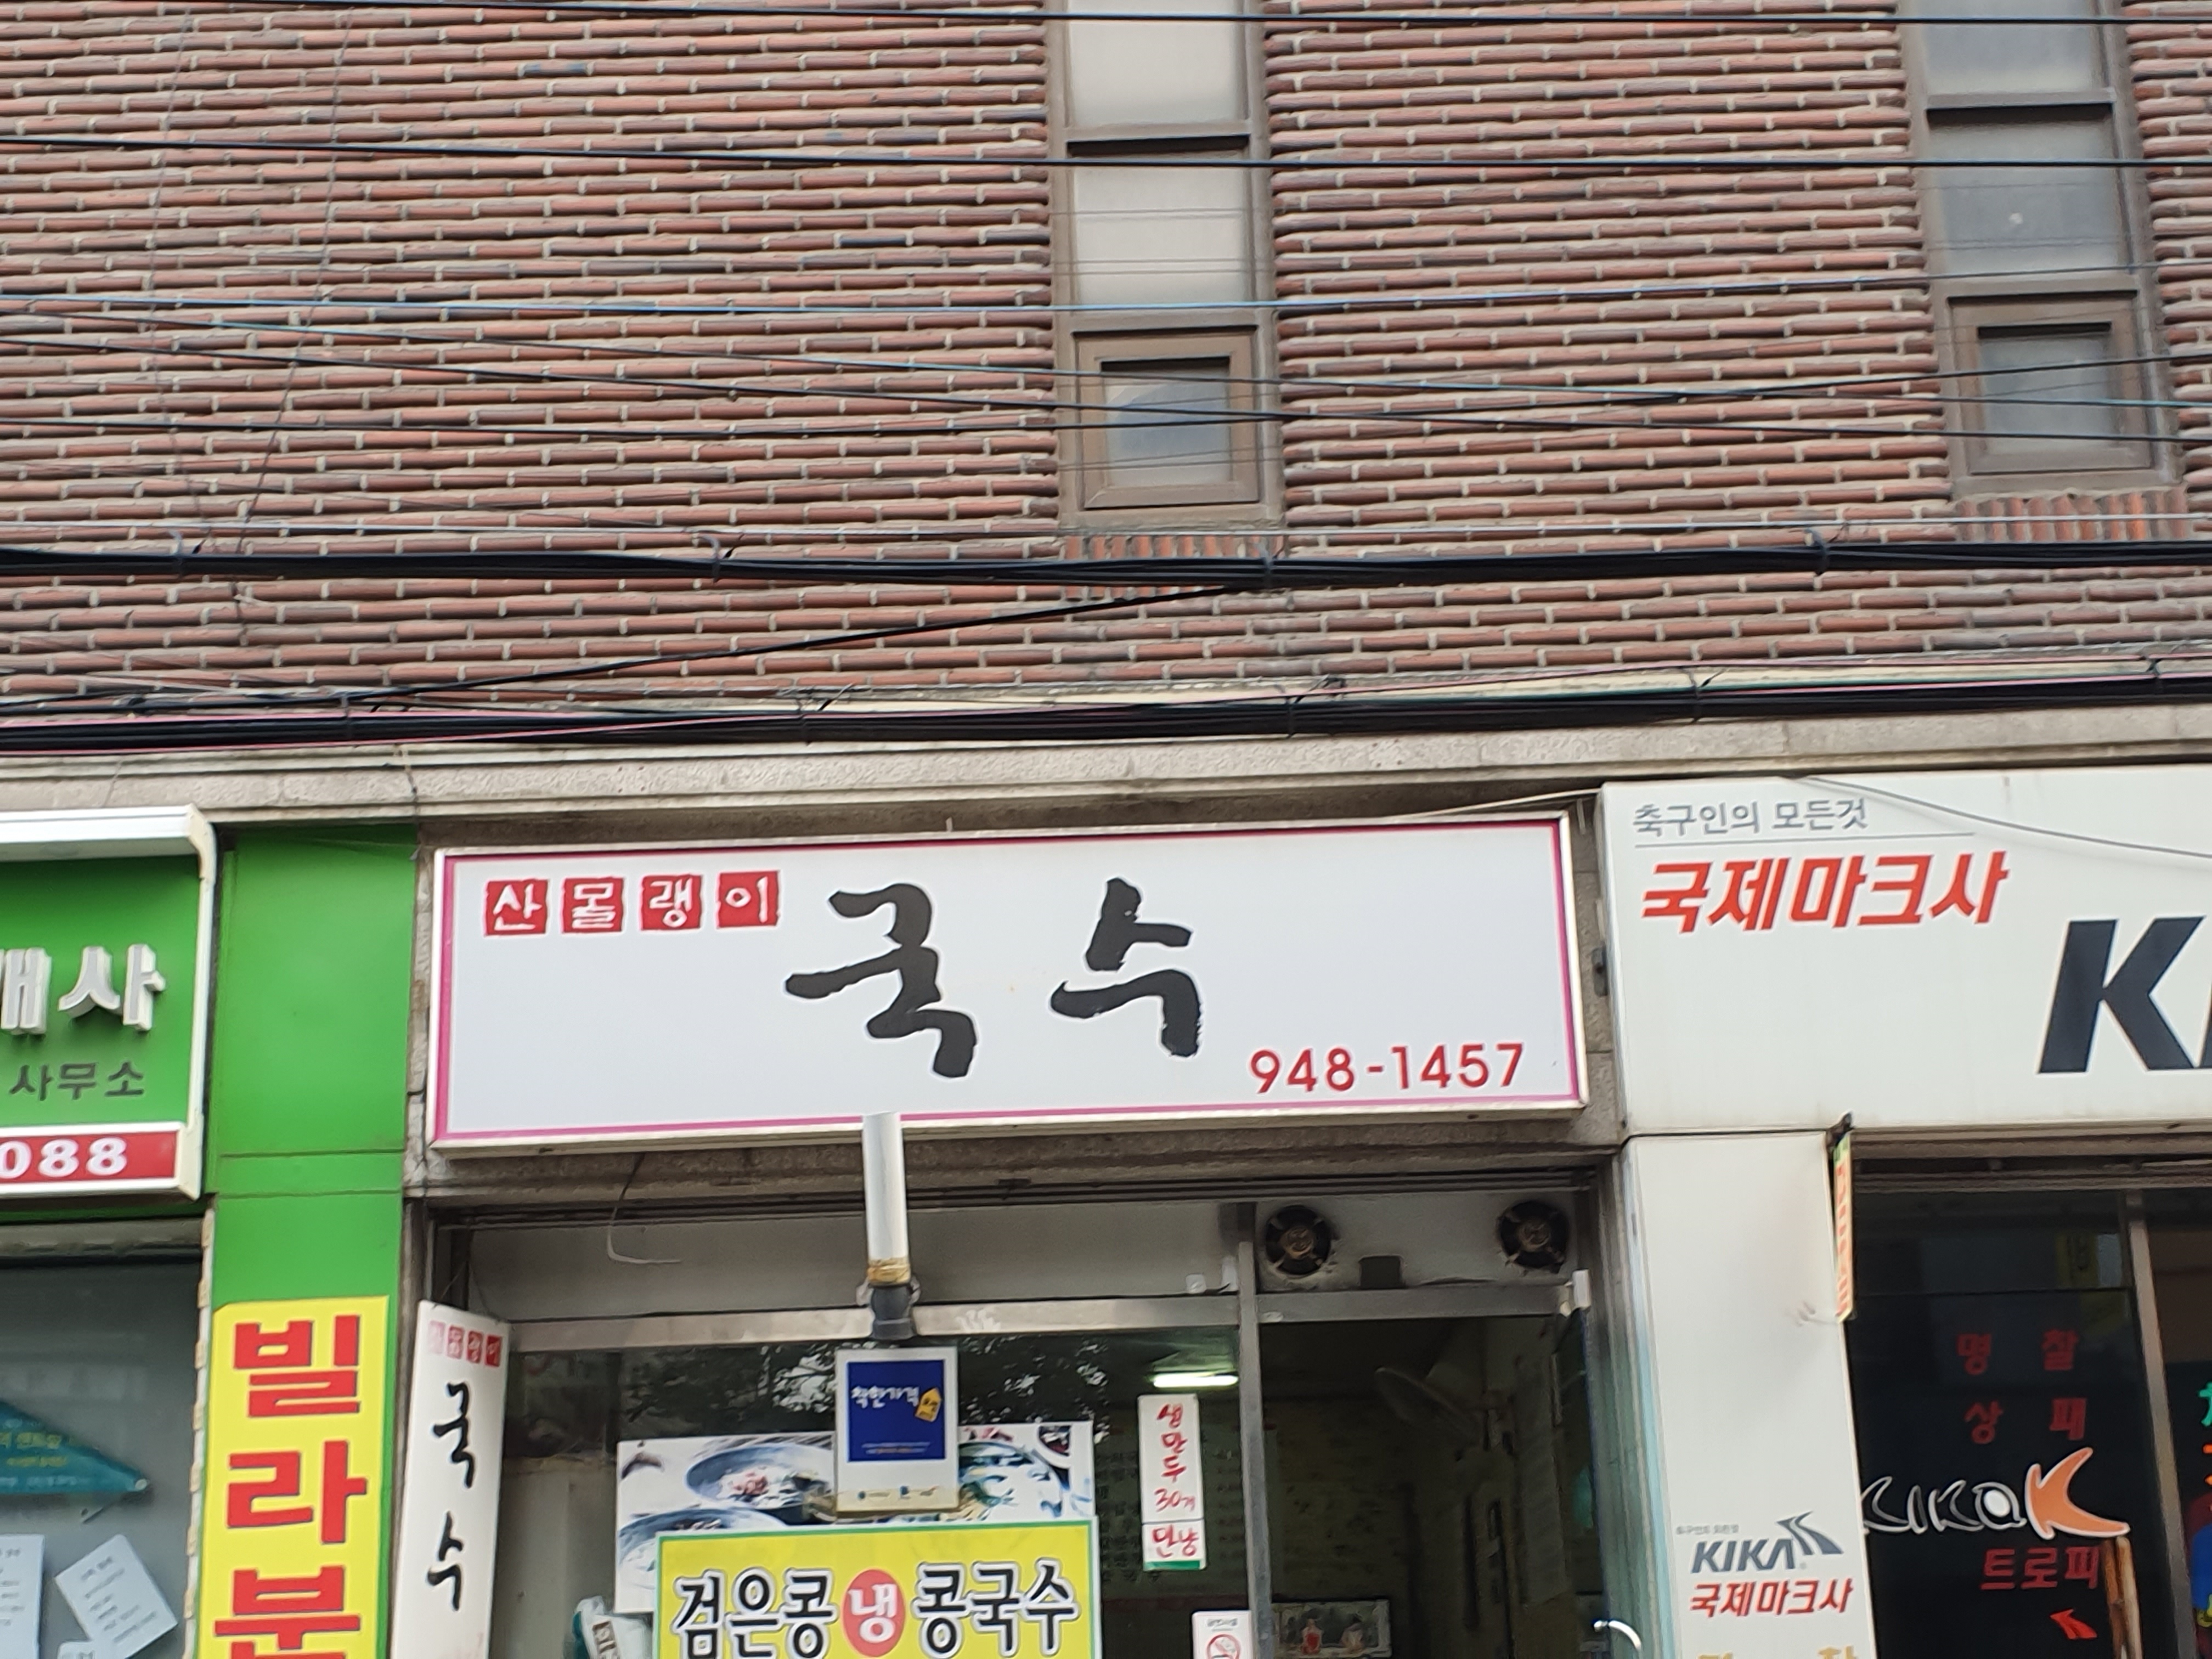 축구인의 모든것
국제마크사
산몰랭이
국수
948-1457
사무소
088
빌라분
국수
착한가격
생만두
30개
만냥
검은콩 냉 콩국수
명찰
상패
KIKA
트로피
KIKA
국제마크사